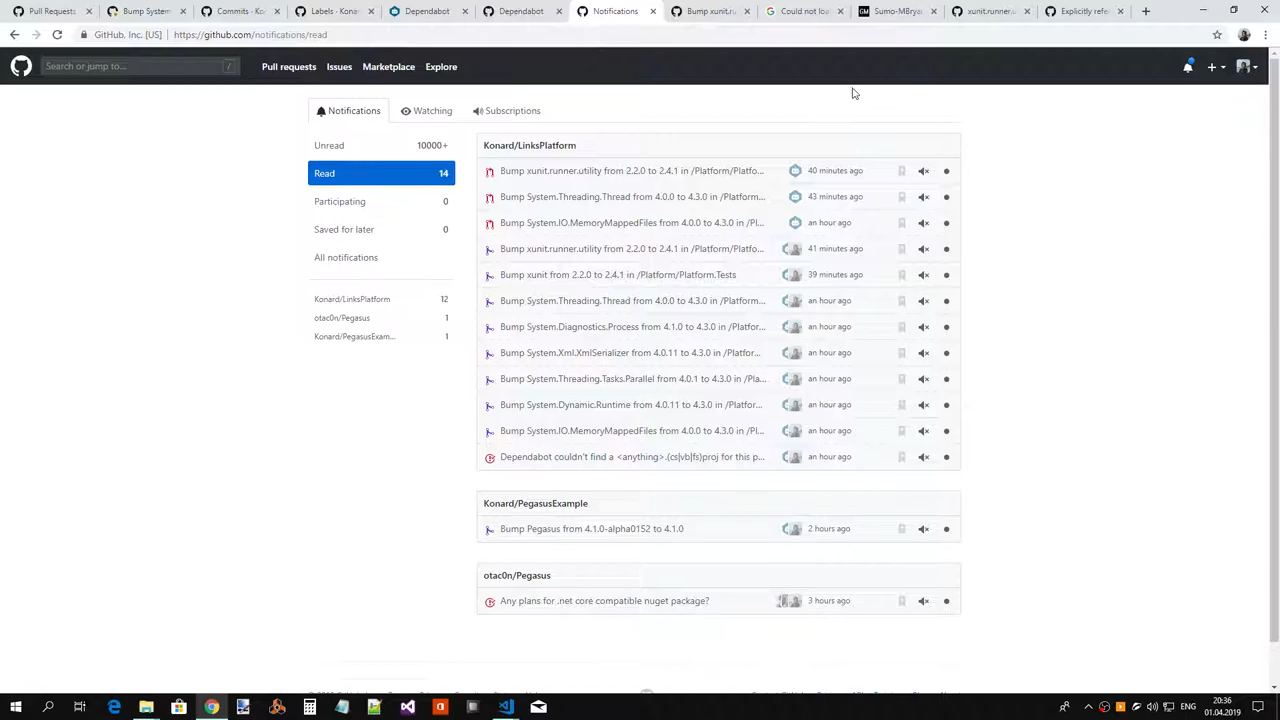 Pull Requests
Bump System
Commits - Ko
Labels - Konar
Dependabot
Dependabot
Notifications
Bump xunit.ru
Could not loa
GM Sumo-MBrya
xunit.runner.u
Explicitly refe
GitHub, Inc. [US] https://github.com/notifications/read
Search or jump to... /
Pull requests Issues Marketplace Explore
Notifications Watching Subscriptions
Unread 10000+
Read 14
Participating 0
Saved for later 0
All notifications
Konard/LinksPlatform 12
otac0n/Pegasus 1
Konard/PegasusExam... 1
Konard/LinksPlatform
Bump xunit.runner.utility from 2.2.0 to 2.4.1 in /Platform/Platfo... 40 minutes ago
Bump System.Threading.Thread from 4.0.0 to 4.3.0 in /Platform... 43 minutes ago
Bump System.IO.MemoryMappedFiles from 4.0.0 to 4.3.0 in /Pl... an hour ago
Bump xunit.runner.utility from 2.2.0 to 2.4.1 in /Platform/Platfo... 41 minutes ago
Bump xunit from 2.2.0 to 2.4.1 in /Platform/Platform.Tests 39 minutes ago
Bump System.Threading.Thread from 4.0.0 to 4.3.0 in /Platform... an hour ago
Bump System.Diagnostics.Process from 4.1.0 to 4.3.0 in /Platfor... an hour ago
Bump System.Xml.XmlSerializer from 4.0.11 to 4.3.0 in /Platfor... an hour ago
Bump System.Threading.Tasks.Parallel from 4.0.1 to 4.3.0 in /Pla... an hour ago
Bump System.Dynamic.Runtime from 4.0.11 to 4.3.0 in /Platfor... an hour ago
Bump System.IO.MemoryMappedFiles from 4.0.0 to 4.3.0 in /Pl... an hour ago
Dependabot couldn't find a <anything>.(cs|vb|fs)proj for this p... an hour ago
Konard/PegasusExample
Bump Pegasus from 4.1.0-alpha0152 to 4.1.0 2 hours ago
otac0n/Pegasus
Any plans for .net core compatible nuget package? 3 hours ago
ENG
20:36
01.04.2019